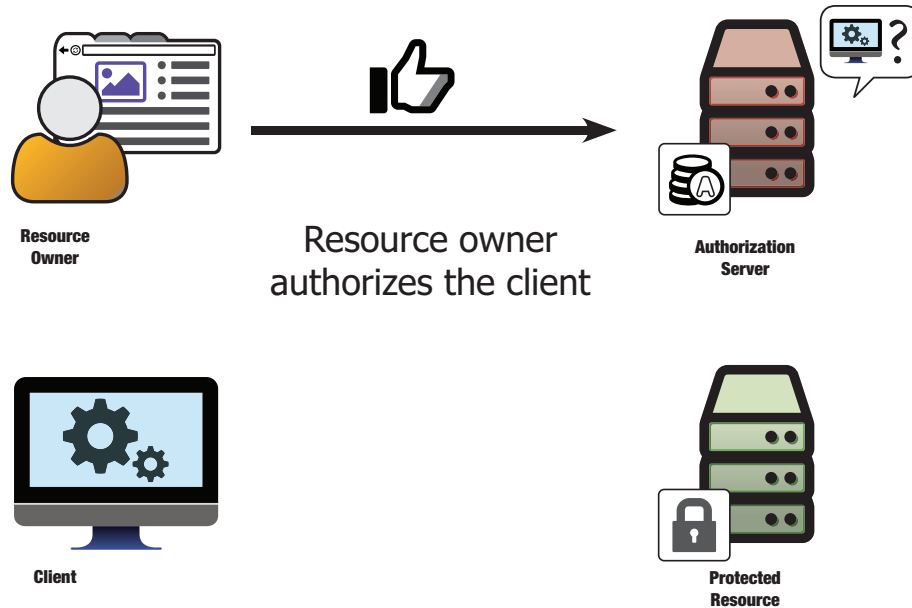 Resource
Owner
Resource owner
authorizes the client
?
A
Authorization
Server
Client
Protected
Resource